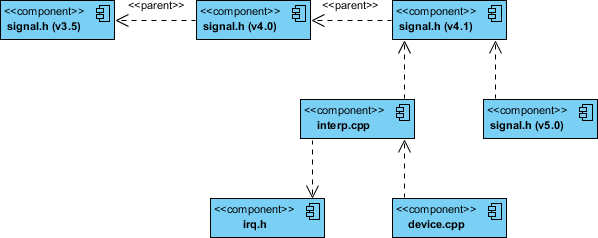 <<component>>
signal.h (v3.5)
<<parent>>
<<component>>
signal.h (v4.0)
<<parent>>
<<component>>
signal.h (v4.1)
<<component>>
interp.cpp
<<component>>
signal.h (v5.0)
<<component>>
irq.h
<<component>>
device.cpp